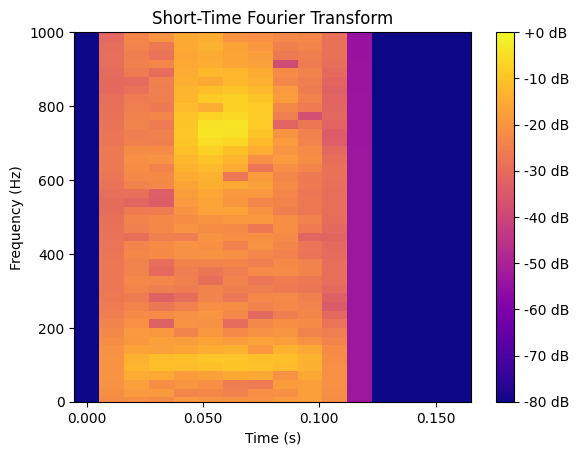 Short-Time Fourier Transform
1000
800
600
400
200
0
Frequency (Hz)
0.000
0.050
0.100
0.150
Time (s)
+0 dB
-10 dB
-20 dB
-30 dB
-40 dB
-50 dB
-60 dB
-70 dB
-80 dB